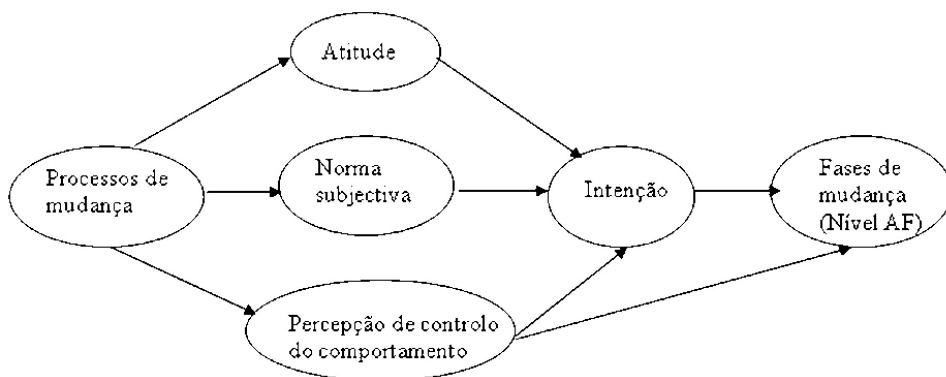 Atitude
Processos de
mudança
Norma
subjectiva
Intenção
Fases de
mudança
(Nível AF)
Percepção de controlo
do comportamento